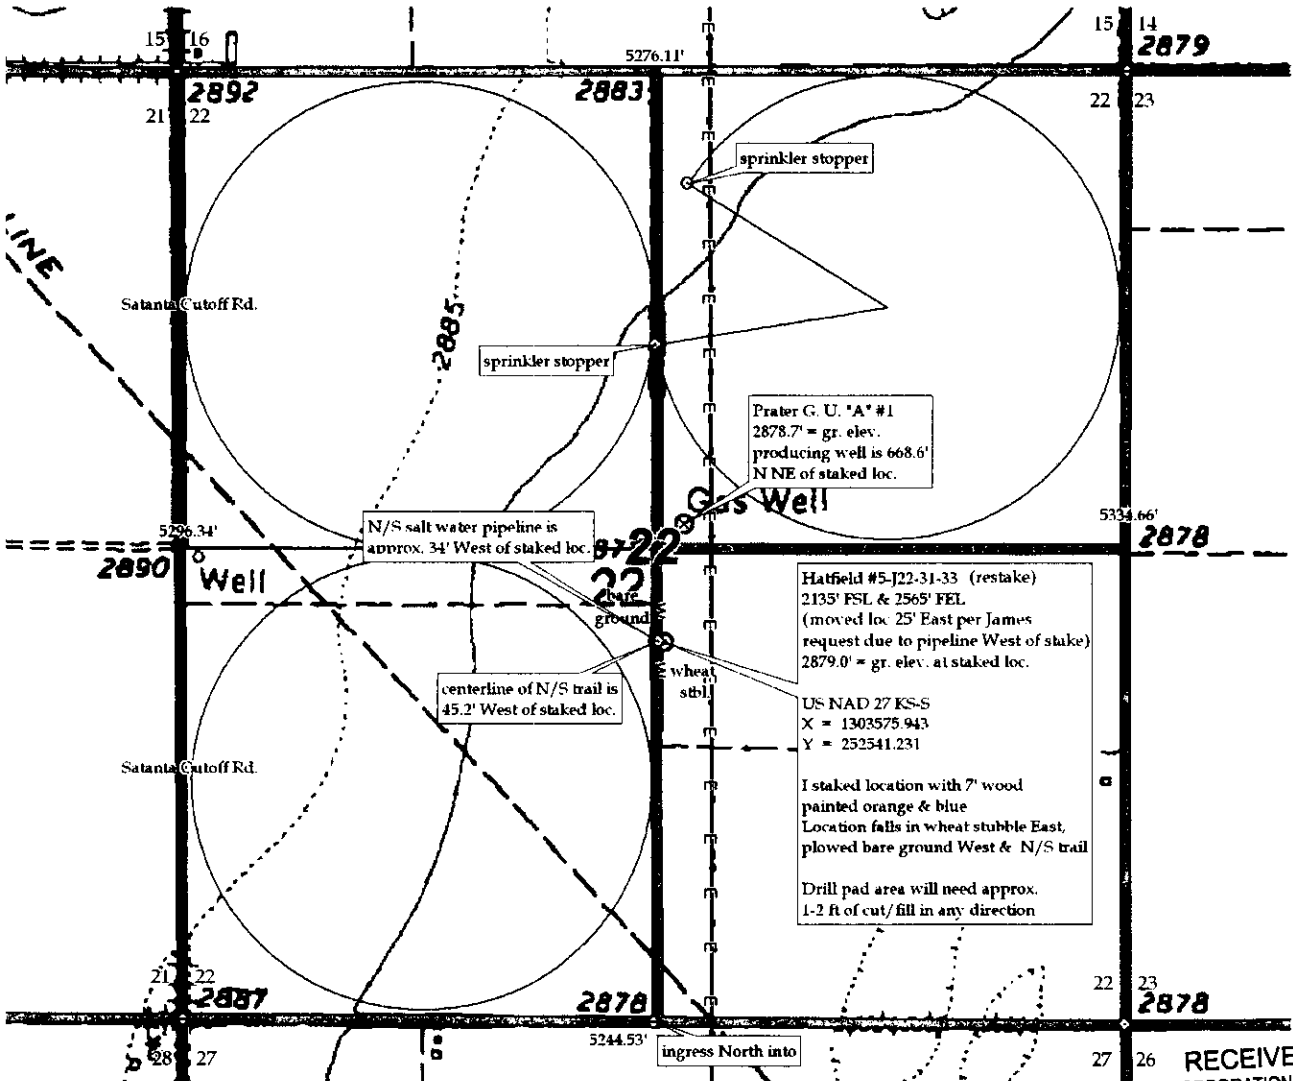 15 16
15 14
2879
5276.11'
2892
2883
21 22
22 23
sprinkler stopper
LINE
Satanta Cutoff Rd.
2885
sprinkler stopper
Prater G. U. "A" #1
2878.7' = gr. elev.
producing well is 668.6'
N NE of staked loc.
Gas Well
N/S salt water pipeline is
approx. 34' West of staked loc.
5296.34'
5334.66'
2890
Well
22
22
2878
bare
ground
Hatfield #5-J22-31-33 (restake)
2135' FSL & 2565' FEL
(moved loc 25' East per James
request due to pipeline West of stake)
2879.0' = gr. elev. at staked loc.
US NAD 27 KS-S
X = 1303575.943
Y = 252541.231
I staked location with 7' wood
painted orange & blue
Location falls in wheat stubble East,
plowed bare ground West & N/S trail
Drill pad area will need approx.
1-2 ft of cut/fill in any direction
wheat
stbl.
centerline of N/S trail is
45.2' West of staked loc.
Satanta Cutoff Rd.
21 22
22 23
2887
2878
2878
5244.53'
ingress North into
28 27
27 26
RECEIVE